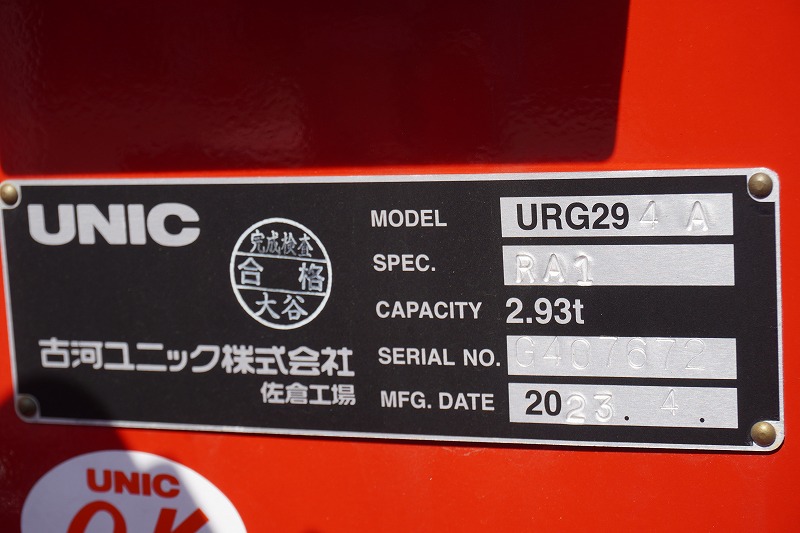 UNIC
完成検査
合格
大谷
古河ユニック株式会社
佐倉工場
MODEL URG294A
SPEC. RA1
CAPACITY 2.93t
SERIAL NO. G407672
MFG. DATE 2023.4.
UNIC
OK